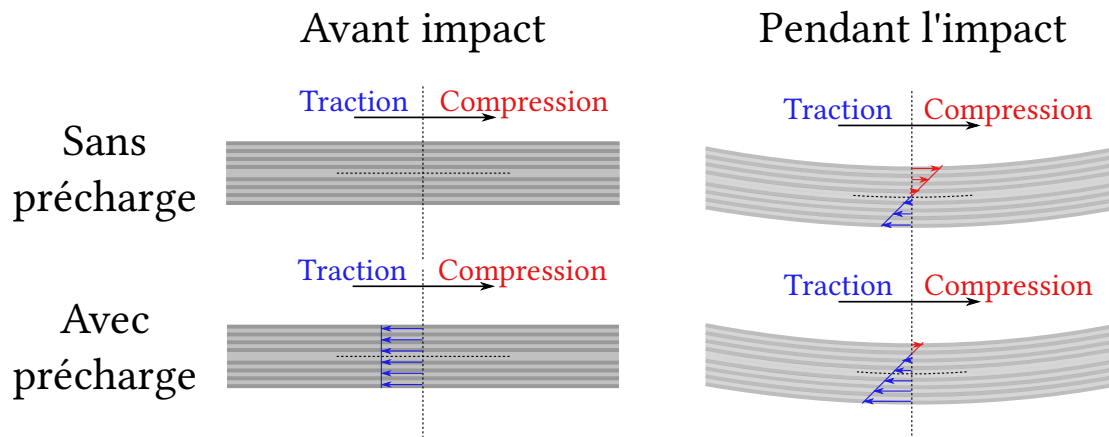 Avant impact
Pendant l'impact
Traction Compression
Traction Compression
Sans
précharge
Traction Compression
Traction Compression
Avec
précharge